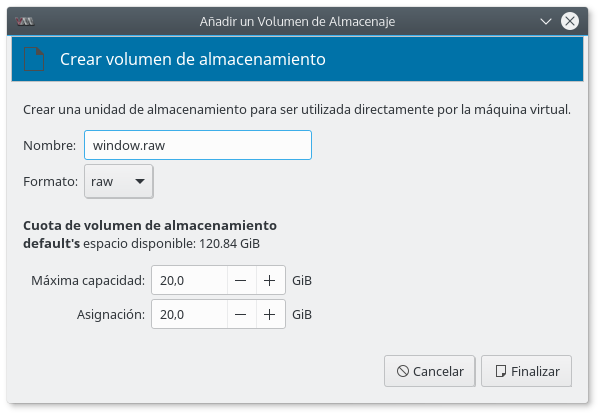 Añadir un Volumen de Almacenaje
Crear volumen de almacenamiento
Crear una unidad de almacenamiento para ser utilizada directamente por la máquina virtual.
Nombre: window.raw
Formato: raw
Cuota de volumen de almacenamiento
default's espacio disponible: 120.84 GiB
Máxima capacidad: 20,0 GiB
Asignación: 20,0 GiB
Cancelar Finalizar